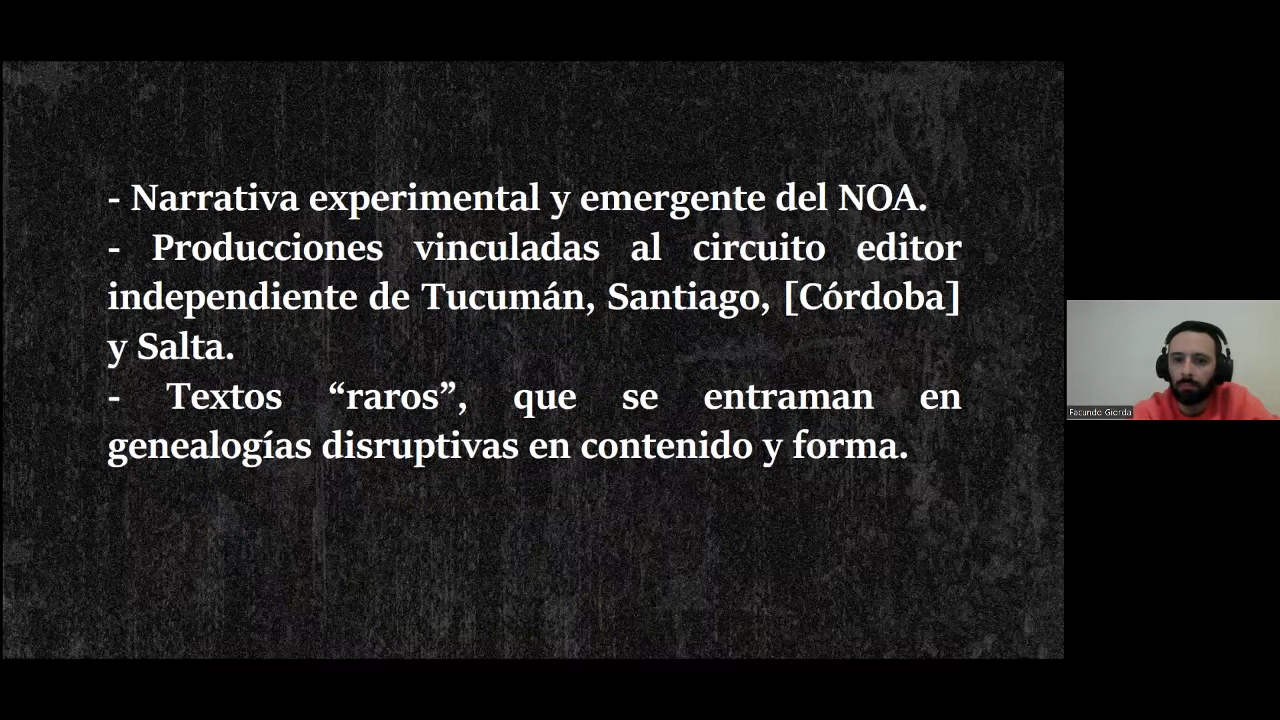 - Narrativa experimental y emergente del NOA.
- Producciones vinculadas al circuito editor
independiente de Tucumán, Santiago, [Córdoba]
y Salta.
- Textos “raros”, que se entraman en
genealogías disruptivas en contenido y forma.
Facundo Giorda